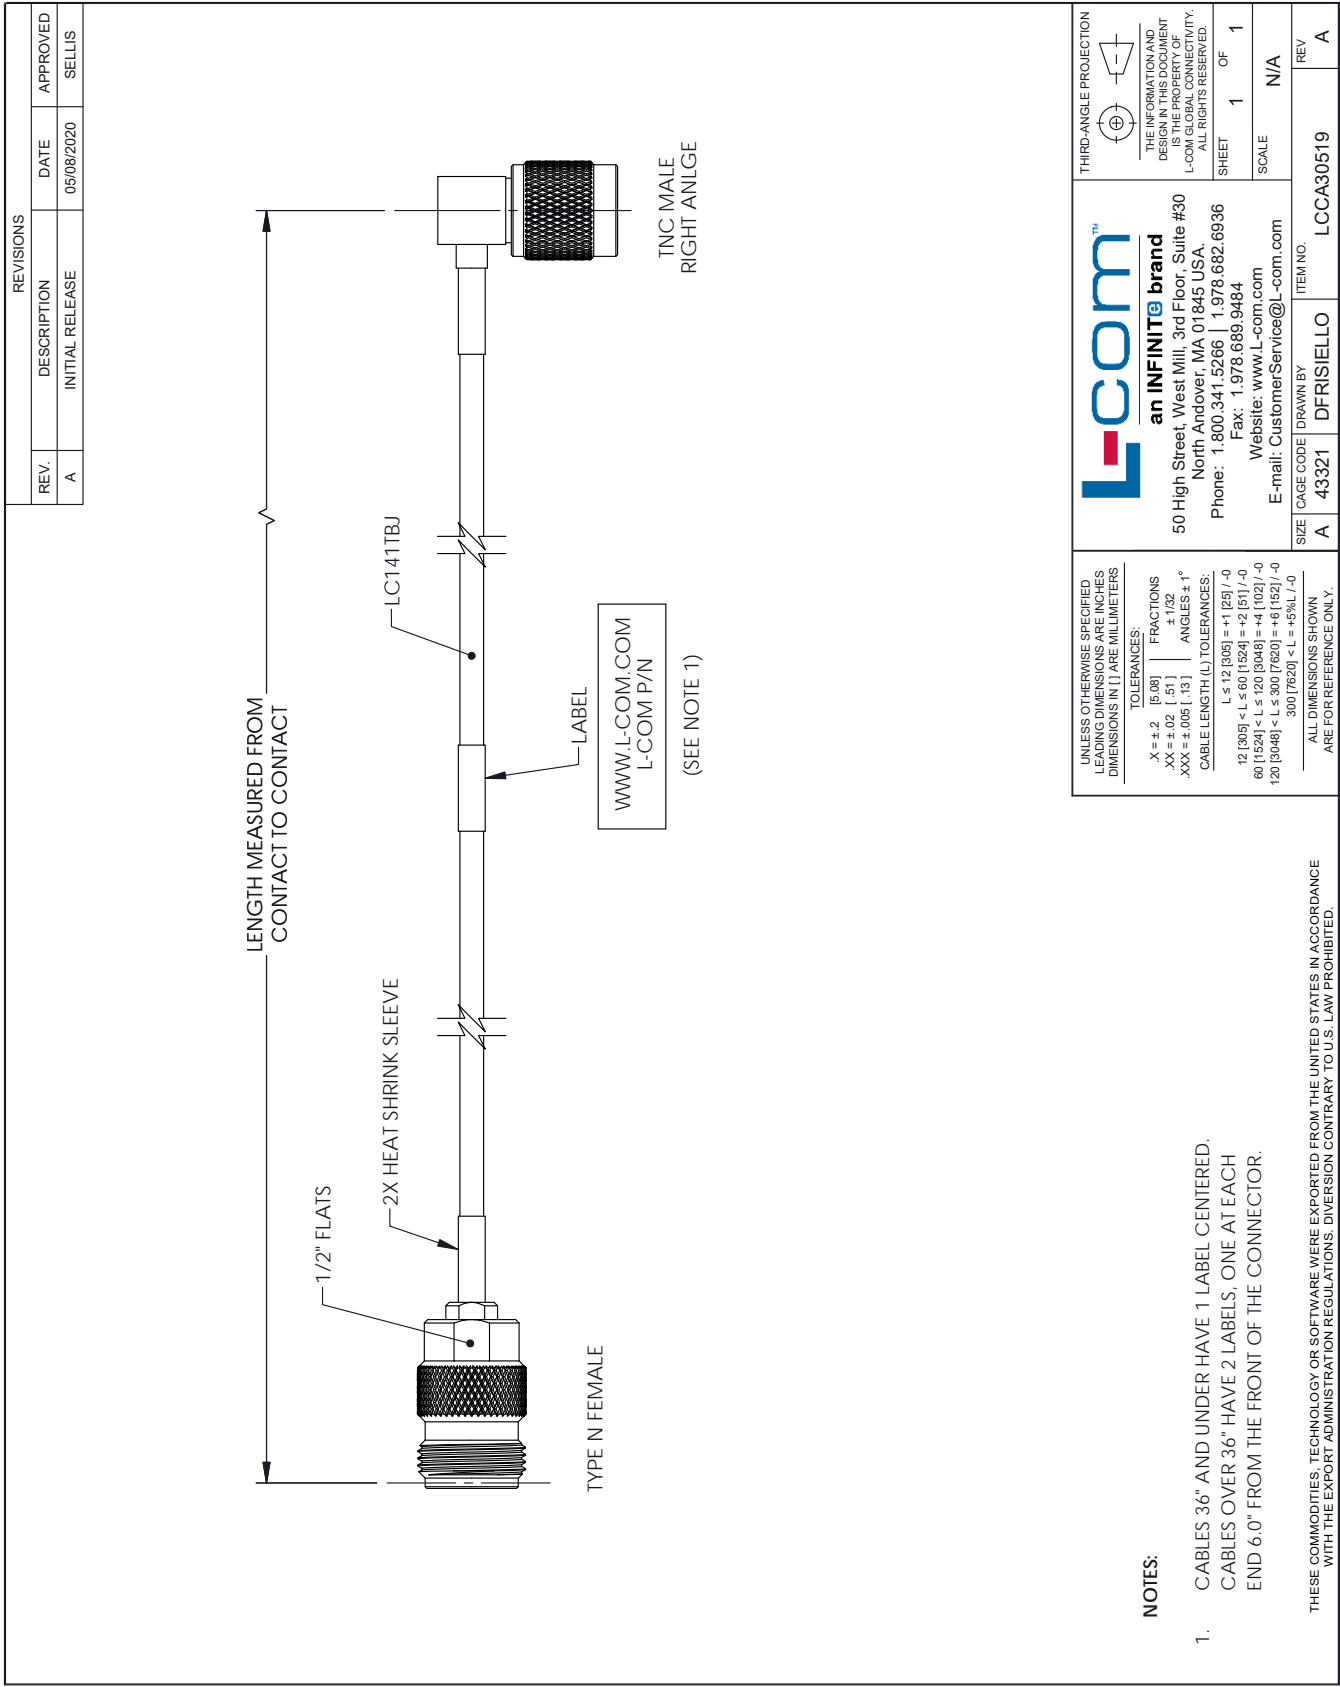 REVISIONS
REV. DESCRIPTION DATE APPROVED
A INITIAL RELEASE 05/08/2020 SELLIS
LENGTH MEASURED FROM
CONTACT TO CONTACT
1/2" FLATS
2X HEAT SHRINK SLEEVE
LC141TBJ
LABEL
WWW.L-COM.COM
L-COM P/N
(SEE NOTE 1)
TYPE N FEMALE
TNC MALE
RIGHT ANLGE
NOTES:
1. CABLES 36" AND UNDER HAVE 1 LABEL CENTERED.
CABLES OVER 36" HAVE 2 LABELS, ONE AT EACH
END 6.0" FROM THE FRONT OF THE CONNECTOR.
THESE COMMODITIES, TECHNOLOGY OR SOFTWARE WERE EXPORTED FROM THE UNITED STATES IN ACCORDANCE
WITH THE EXPORT ADMINISTRATION REGULATIONS. DIVERSION CONTRARY TO U.S. LAW PROHIBITED.
UNLESS OTHERWISE SPECIFIED
LEADING DIMENSIONS ARE INCHES
DIMENSIONS IN [ ] ARE MILLIMETERS
TOLERANCES:
.X = ± .2 [5.08] FRACTIONS
.XX = ± .02 [ .51 ] ± 1/32
.XXX = ± .005 [ .13 ] ANGLES ± 1°
CABLE LENGTH (L) TOLERANCES:
L ≤ 12 [305] = +1 [25] / -0
12 [305] < L ≤ 60 [1524] = +2 [51] / -0
60 [1524] < L ≤ 120 [3048] = +4 [102] / -0
120 [3048] < L ≤ 300 [7620] = +6 [152] / -0
300 [7620] < L = +5%L / -0
ALL DIMENSIONS SHOWN
ARE FOR REFERENCE ONLY.
L-com™
an INFINITe brand
50 High Street, West Mill, 3rd Floor, Suite #30
North Andover, MA 01845 USA.
Phone: 1.800.341.5266 | 1.978.682.6936
Fax: 1.978.689.9484
Website: www.L-com.com
E-mail: CustomerService@L-com.com
THIRD-ANGLE PROJECTION
THE INFORMATION AND
DESIGN IN THIS DOCUMENT
IS THE PROPERTY OF
L-COM GLOBAL CONNECTIVITY.
ALL RIGHTS RESERVED.
SHEET 1 OF 1
SCALE N/A
SIZE CAGE CODE DRAWN BY ITEM NO. REV
A 43321 DFRISIELLO LCCA30519 A